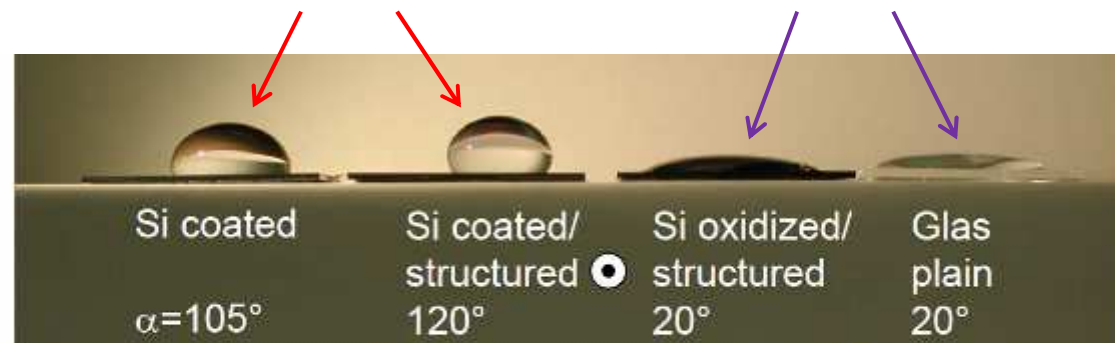 Si coated
α=105°
Si coated/
structured
120°
Si oxidized/
structured
20°
Glas
plain
20°